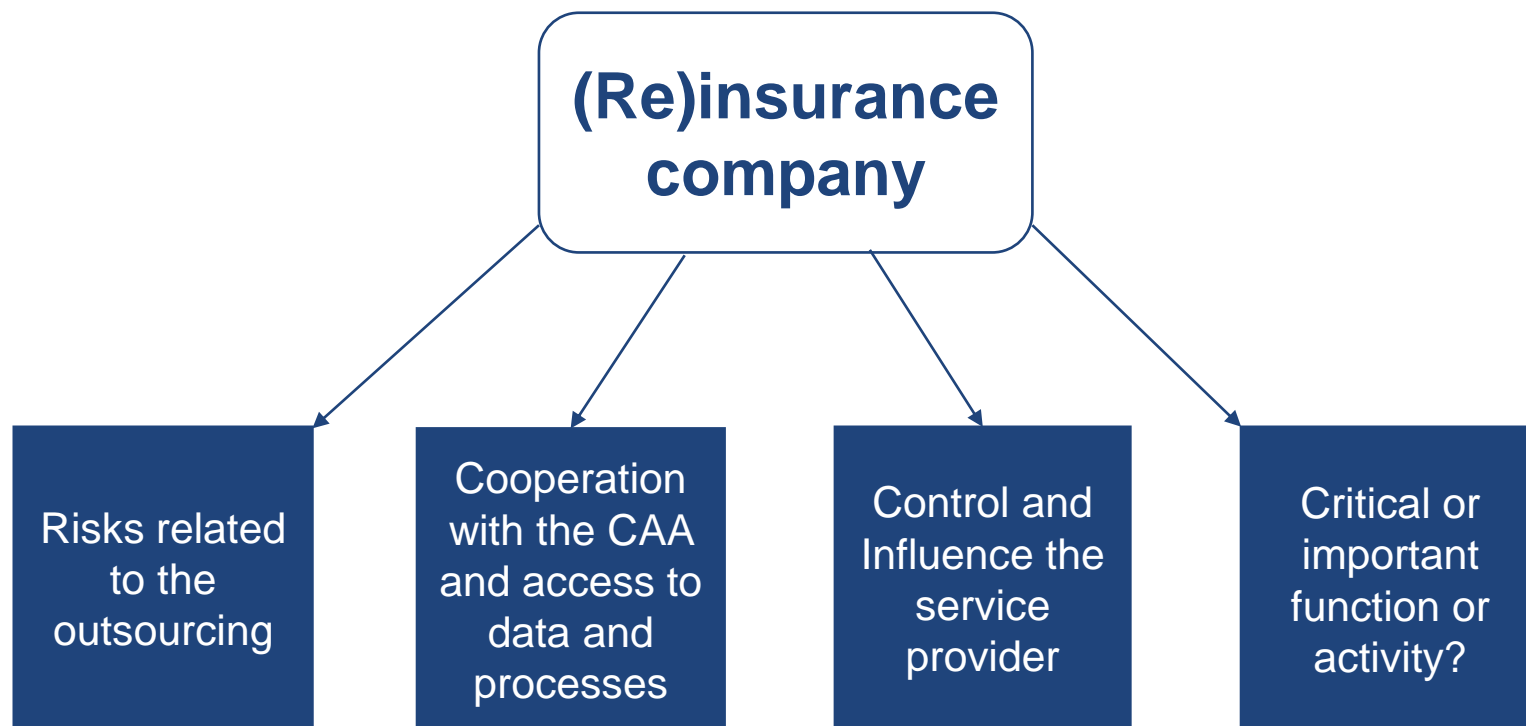 (Re)insurance
company
Risks related
to the
outsourcing
Cooperation
with the CAA
and access to
data and
processes
Control and
Influence the
service
provider
Critical or
important
function or
activity?